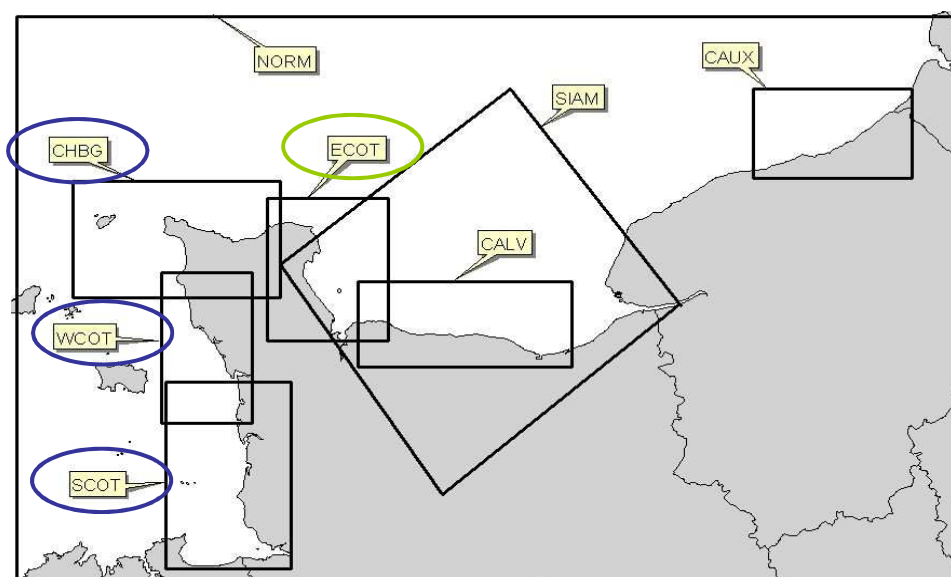 NORM
CAUX
SIAM
CHBG
ECOT
CALV
WCOT
SCOT